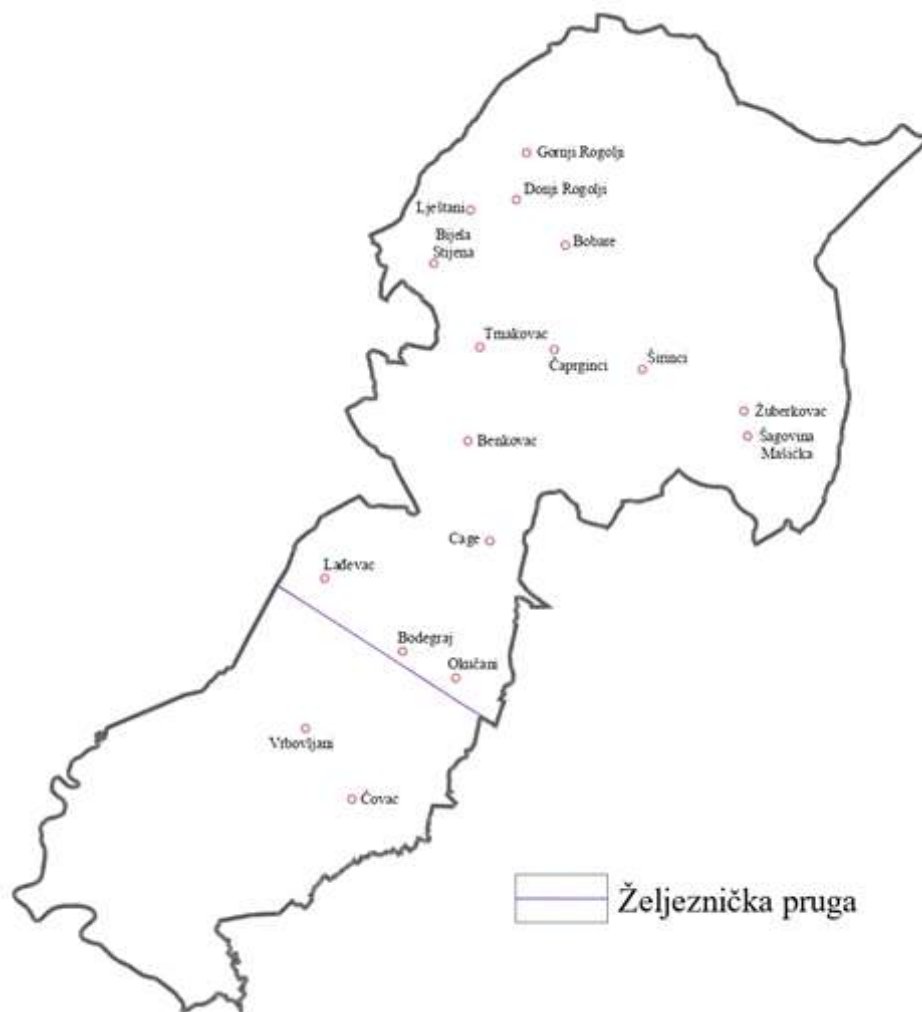 Gornji Rogolji
Donji Rogolji
Lještani
Bijela
Stijena
Bobare
Trnakovac
Čaprginci
Širinci
Žuberkovac
Šagovina
Mašićka
Benkovac
Cage
Lađevac
Bodegraj
Okučani
Vrbovljani
Čovac
Željeznička pruga